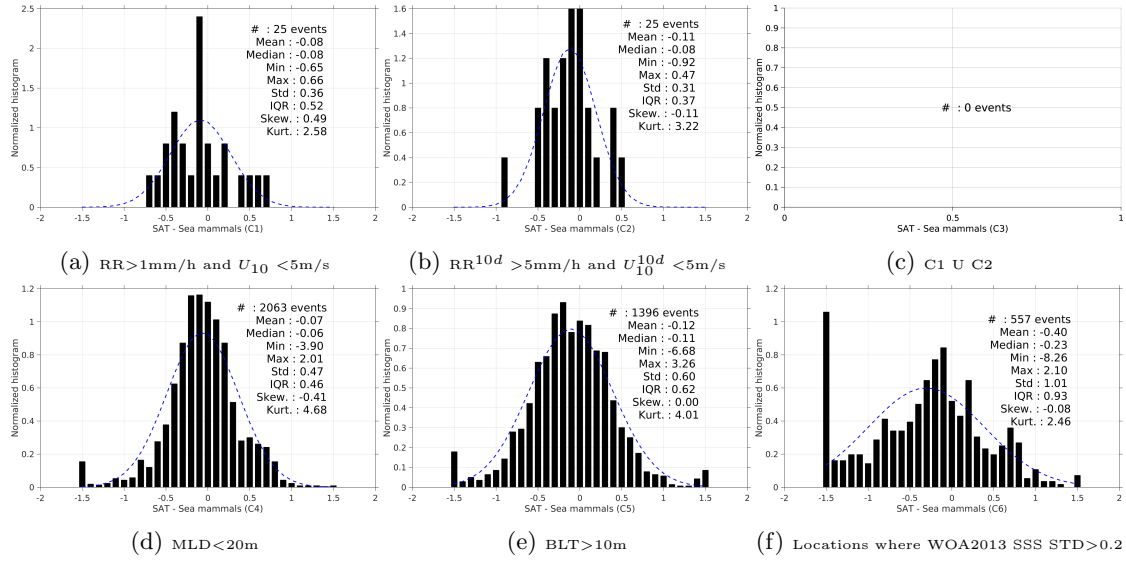 2.5
2
1.5
1
0.5
0
Normalized histogram
# : 25 events
Mean : -0.08
Median : -0.08
Min : -0.65
Max : 0.66
Std : 0.36
IQR : 0.52
Skew. : 0.49
Kurt. : 2.58
-2 -1.5 -1 -0.5 0 0.5 1 1.5 2
SAT - Sea mammals (C1)
(a) RR>1mm/h and U10 <5m/s
1.6
1.4
1.2
1
0.8
0.6
0.4
0.2
0
Normalized histogram
# : 25 events
Mean : -0.11
Median : -0.08
Min : -0.92
Max : 0.47
Std : 0.31
IQR : 0.37
Skew. : -0.11
Kurt. : 3.22
-2 -1.5 -1 -0.5 0 0.5 1 1.5 2
SAT - Sea mammals (C2)
(b) RR^10d >5mm/h and U10^10d <5m/s
1
0.9
0.8
0.7
0.6
0.5
0.4
0.3
0.2
0.1
0
Normalized histogram
# : 0 events
0 0.5 1
SAT - Sea mammals (C3)
(c) C1 U C2
1.2
1
0.8
0.6
0.4
0.2
0
Normalized histogram
# : 2063 events
Mean : -0.07
Median : -0.06
Min : -3.90
Max : 2.01
Std : 0.47
IQR : 0.46
Skew. : -0.41
Kurt. : 4.68
-2 -1.5 -1 -0.5 0 0.5 1 1.5 2
SAT - Sea mammals (C4)
(d) MLD<20m
1
0.9
0.8
0.7
0.6
0.5
0.4
0.3
0.2
0.1
0
Normalized histogram
# : 1396 events
Mean : -0.12
Median : -0.11
Min : -6.68
Max : 3.26
Std : 0.60
IQR : 0.62
Skew. : 0.00
Kurt. : 4.01
-2 -1.5 -1 -0.5 0 0.5 1 1.5 2
SAT - Sea mammals (C5)
(e) BLT>10m
1.2
1
0.8
0.6
0.4
0.2
0
Normalized histogram
# : 557 events
Mean : -0.40
Median : -0.23
Min : -8.26
Max : 2.10
Std : 1.01
IQR : 0.93
Skew. : -0.08
Kurt. : 2.46
-2 -1.5 -1 -0.5 0 0.5 1 1.5 2
SAT - Sea mammals (C6)
(f) Locations where WOA2013 SSS STD>0.2